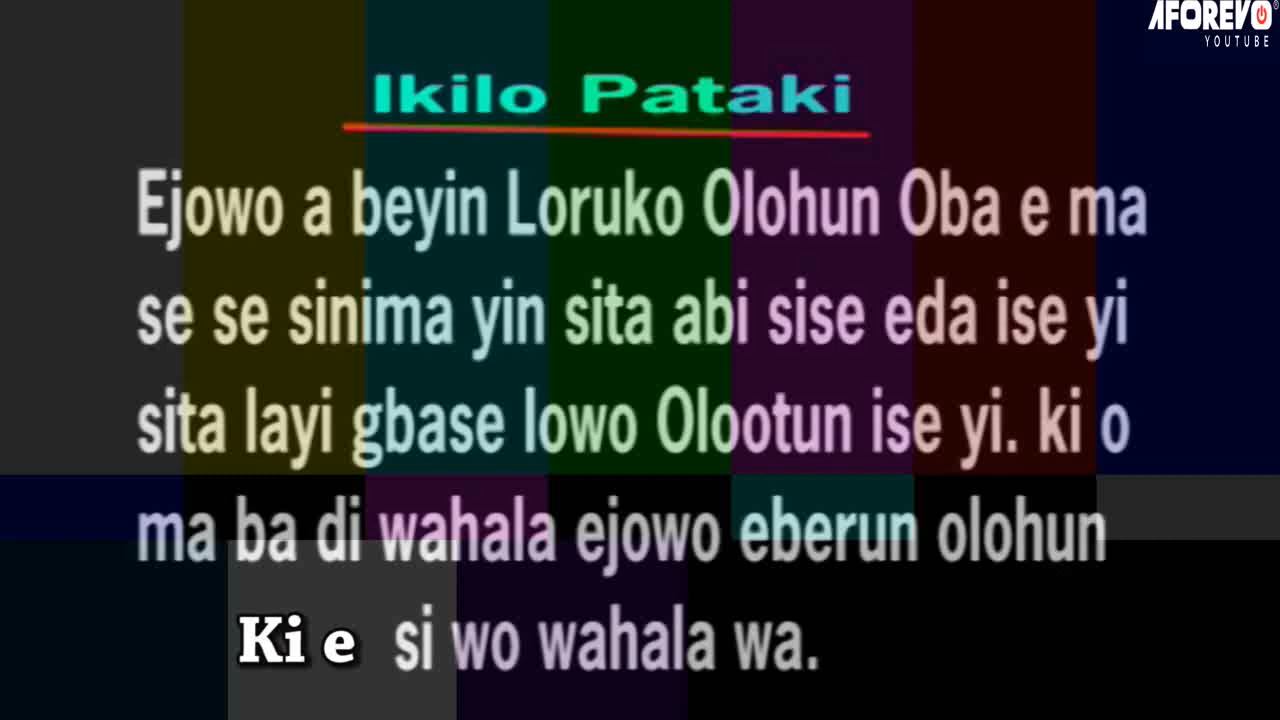 AFOREVO
YOUTUBE
Ikilo Pataki
Ejowo a beyin Loruko Olohun Oba e ma
se se sinima yin sita abi sise eda ise yi
sita layi gbase lowo Olootun ise yi. ki o
ma ba di wahala ejowo eberun olohun
Ki e si wo wahala wa.